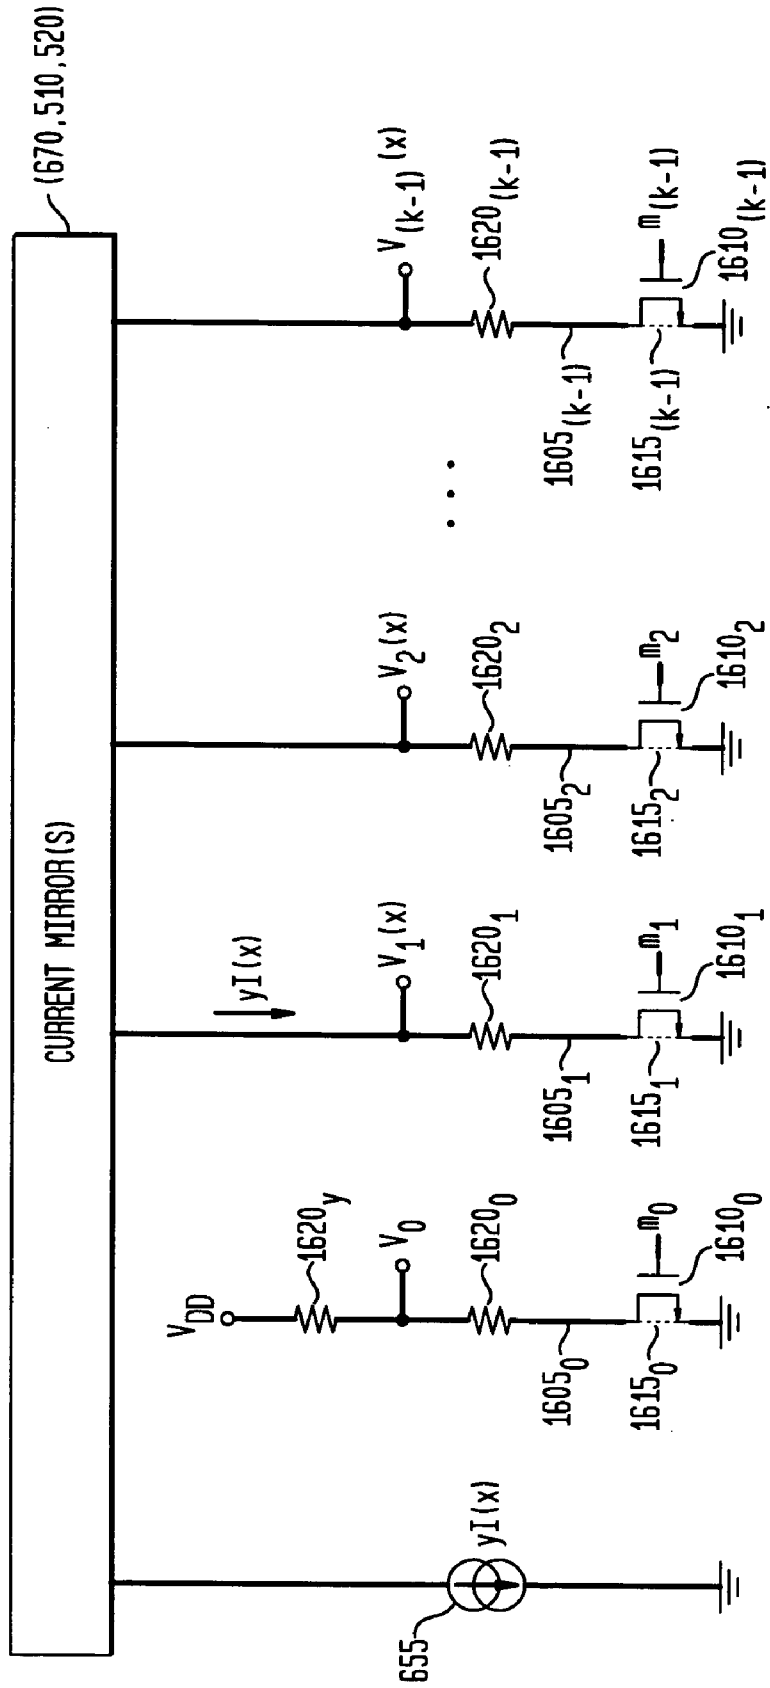 (670,510,520)
CURRENT MIRROR(S)
yI(x)
655
yI(x)
VDD
1620y
V0
16200
16050
m0
16150
16100
V1(x)
16201
16051
m1
16151
16101
V2(x)
16202
16052
m2
16152
16102
. . .
V(k-1)(x)
1620(k-1)
1605(k-1)
m(k-1)
1615(k-1)
1610(k-1)